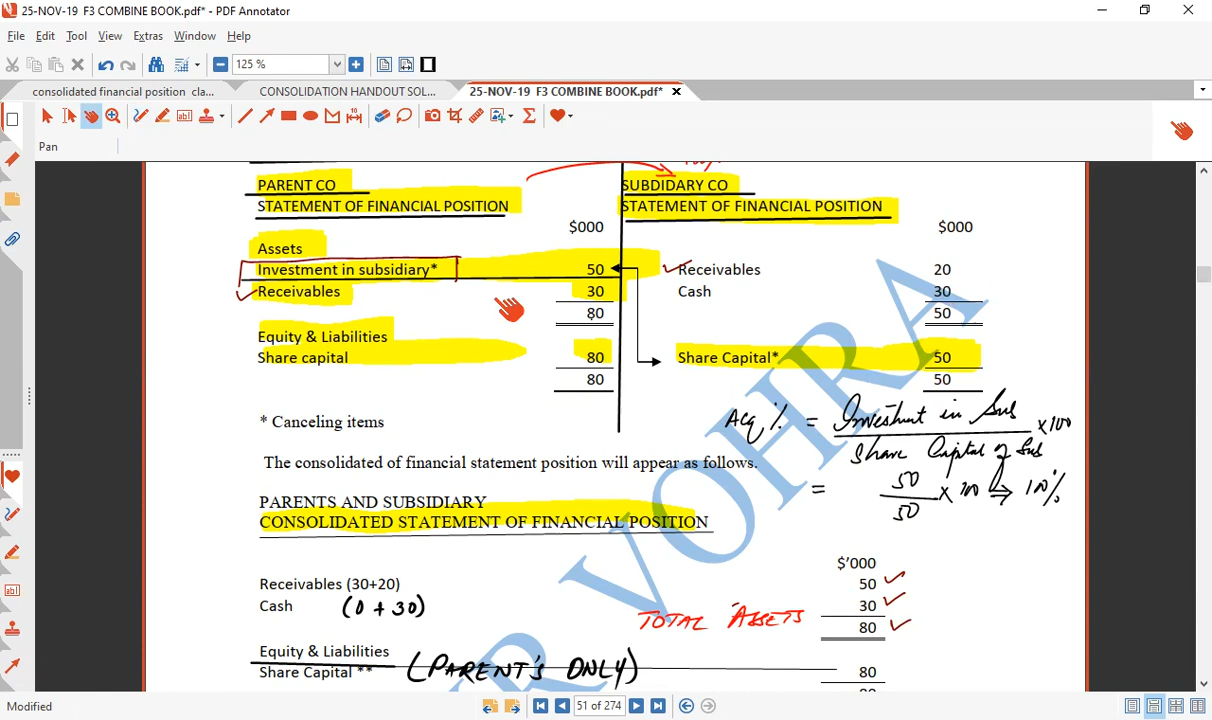 25-NOV-19 F3 COMBINE BOOK.pdf* - PDF Annotator
File Edit Tool View Extras Window Help
125 %
consolidated financial position cla...
CONSOLIDATION HANDOUT SOL...
25-NOV-19 F3 COMBINE BOOK.pdf*
Pan
PARENT CO SUBDIDARY CO
STATEMENT OF FINANCIAL POSITION STATEMENT OF FINANCIAL POSITION
$000 $000
Assets
Investment in subsidiary* 50 Receivables 20
Receivables 30 Cash 30
80 50
Equity & Liabilities
Share capital 80 Share Capital* 50
80 50
Acq % = Investment in Sub x100
Share Capital of Sub
* Canceling items
The consolidated of financial statement position will appear as follows.
= 50 x 100 ⇒ 100%
50
PARENTS AND SUBSIDIARY
CONSOLIDATED STATEMENT OF FINANCIAL POSITION
$'000
Receivables (30+20) 50
Cash (0 + 30) 30
TOTAL ASSETS 80
Equity & Liabilities
Share Capital ** (PARENT'S ONLY) 80
VOHRA
Modified
51 of 274